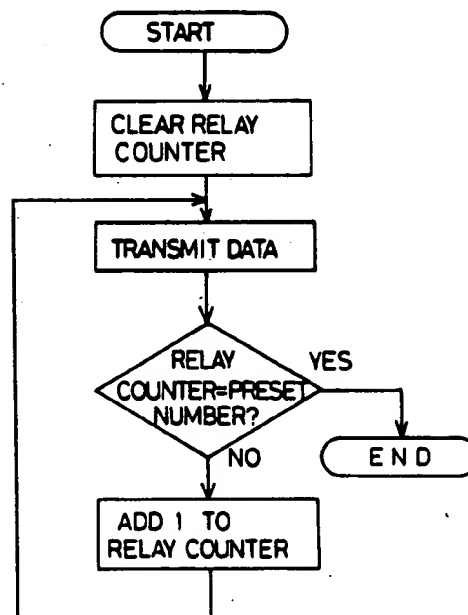 START
CLEAR RELAY
COUNTER
TRANSMIT DATA
RELAY
COUNTER=PRESET
NUMBER?
YES
NO
END
ADD 1 TO
RELAY COUNTER